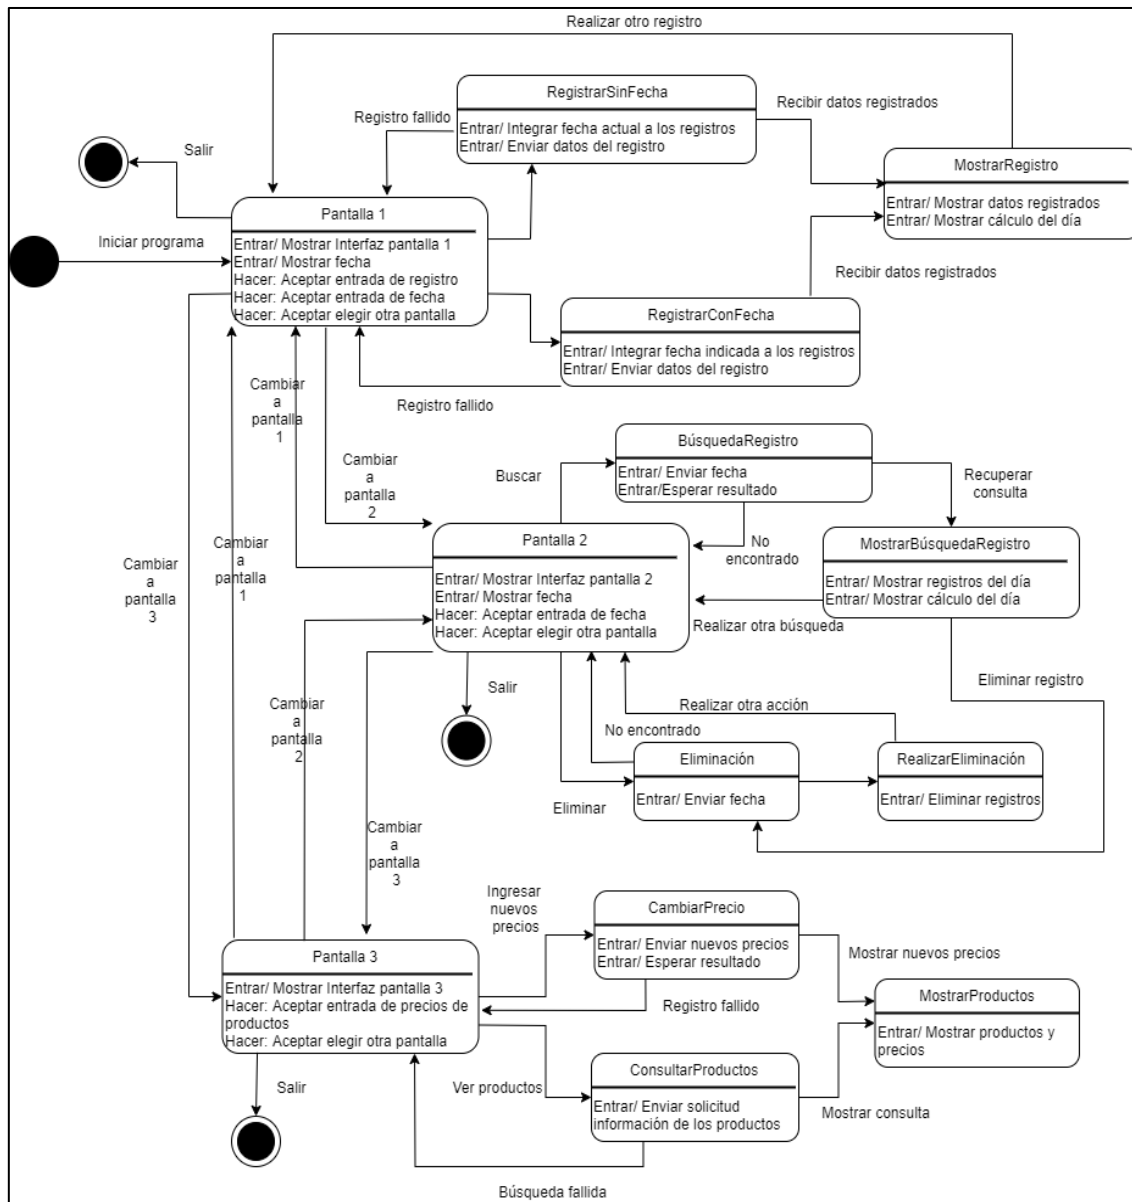 Realizar otro registro
RegistrarSinFecha
Entrar/ Integrar fecha actual a los registros
Entrar/ Enviar datos del registro
Registro fallido
Recibir datos registrados
Salir
MostrarRegistro
Entrar/ Mostrar datos registrados
Entrar/ Mostrar cálculo del día
Pantalla 1
Entrar/ Mostrar Interfaz pantalla 1
Entrar/ Mostrar fecha
Hacer: Aceptar entrada de registro
Hacer: Aceptar entrada de fecha
Hacer: Aceptar elegir otra pantalla
Iniciar programa
Recibir datos registrados
RegistrarConFecha
Entrar/ Integrar fecha indicada a los registros
Entrar/ Enviar datos del registro
Registro fallido
Cambiar
a
pantalla
1
Cambiar
a
pantalla
2
Buscar
BúsquedaRegistro
Entrar/ Enviar fecha
Entrar/Esperar resultado
Recuperar
consulta
No
encontrado
Pantalla 2
Entrar/ Mostrar Interfaz pantalla 2
Entrar/ Mostrar fecha
Hacer: Aceptar entrada de fecha
Hacer: Aceptar elegir otra pantalla
MostrarBúsquedaRegistro
Entrar/ Mostrar registros del día
Entrar/ Mostrar cálculo del día
Realizar otra búsqueda
Cambiar
a
pantalla
3
Cambiar
a
pantalla
1
Eliminar registro
Salir
Realizar otra acción
No encontrado
Cambiar
a
pantalla
2
Eliminación
Entrar/ Enviar fecha
RealizarEliminación
Entrar/ Eliminar registros
Eliminar
Cambiar
a
pantalla
3
Ingresar
nuevos
precios
CambiarPrecio
Entrar/ Enviar nuevos precios
Entrar/ Esperar resultado
Mostrar nuevos precios
Pantalla 3
Entrar/ Mostrar Interfaz pantalla 3
Hacer: Aceptar entrada de precios de
productos
Hacer: Aceptar elegir otra pantalla
Registro fallido
MostrarProductos
Entrar/ Mostrar productos y
precios
Salir
Ver productos
ConsultarProductos
Entrar/ Enviar solicitud
información de los productos
Mostrar consulta
Búsqueda fallida